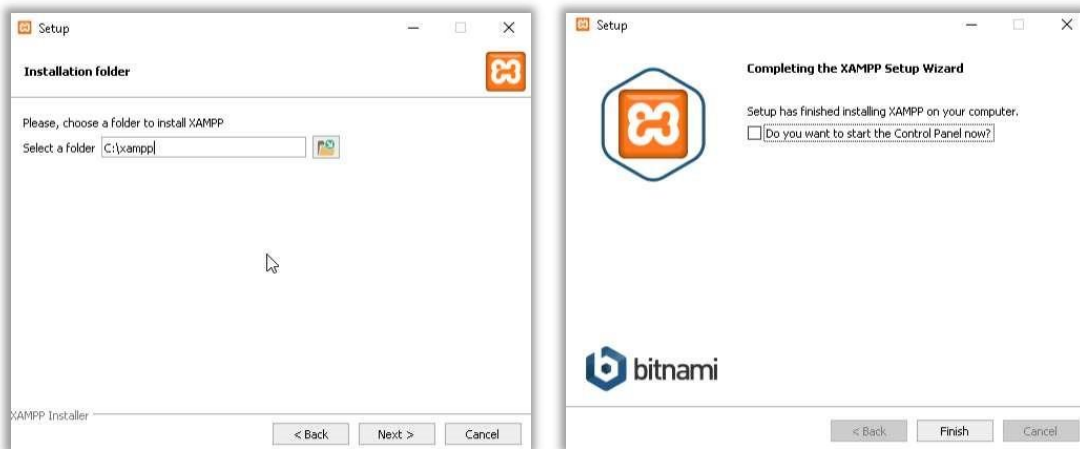 Setup
Installation folder
Please, choose a folder to install XAMPP
Select a folder C:\xampp
XAMPP Installer
< Back Next > Cancel
Setup
Completing the XAMPP Setup Wizard
Setup has finished installing XAMPP on your computer.
Do you want to start the Control Panel now?
bitnami
< Back Finish Cancel